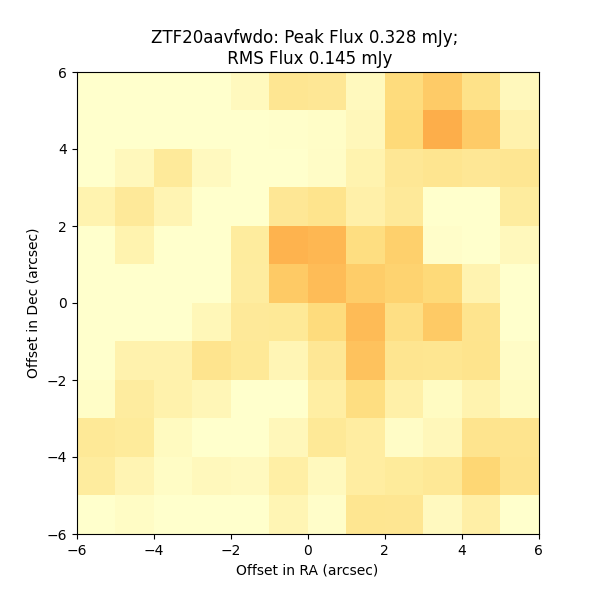 ZTF20aavfwdo: Peak Flux 0.328 mJy;
RMS Flux 0.145 mJy
6
4
2
0
−2
−4
−6
Offset in Dec (arcsec)
−6 −4 −2 0 2 4 6
Offset in RA (arcsec)